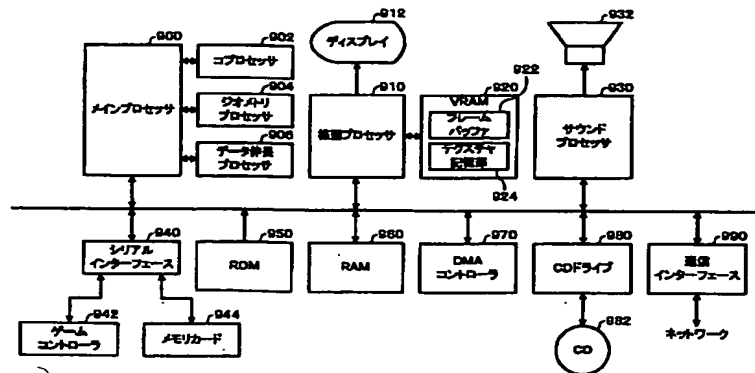 900
902
912
932
メインプロセッサ
コプロセッサ
ディスプレイ
904
ジオメトリ
プロセッサ
906
データ伸長
プロセッサ
910
描画プロセッサ
920
922
VRAM
フレーム
バッファ
テクスチャ
記憶部
924
930
サウンド
プロセッサ
940
シリアル
インターフェース
950
RDM
960
RAM
970
DMA
コントローラ
980
CDドライブ
990
通信
インターフェース
942
ゲーム
コントローラ
944
メモリカード
982
CD
ネットワーク